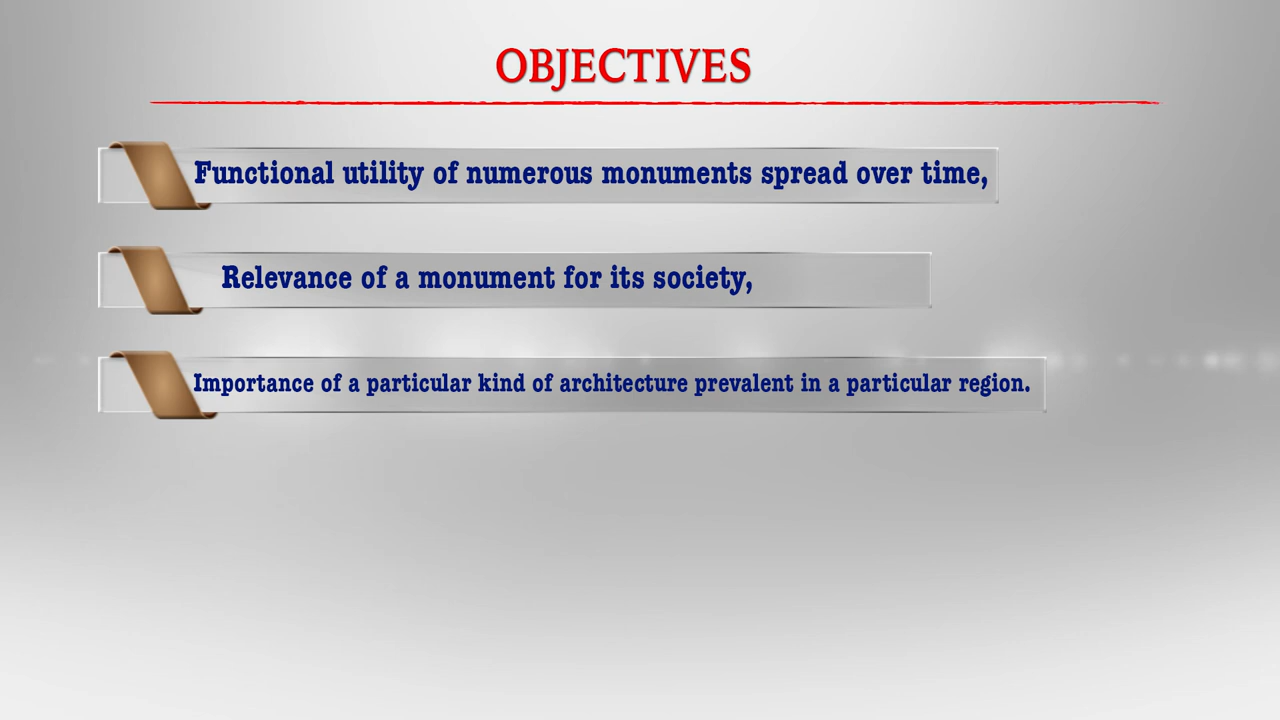 OBJECTIVES
Functional utility of numerous monuments spread over time,
Relevance of a monument for its society,
Importance of a particular kind of architecture prevalent in a particular region.